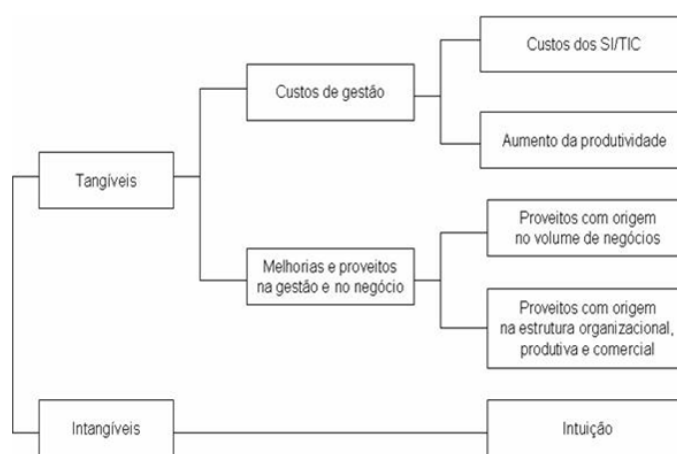 Custos dos SI/TIC
Custos de gestão
Aumento da produtividade
Tangíveis
Proveitos com origem
no volume de negócios
Melhorias e proveitos
na gestão e no negócio
Proveitos com origem
na estrutura organizacional,
produtiva e comercial
Intangíveis
Intuição